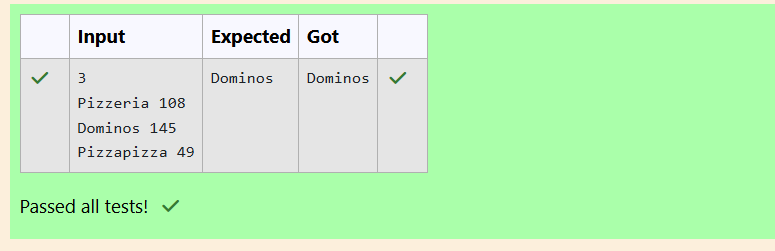 Input Expected Got
3 Dominos Dominos
Pizzeria 108
Dominos 145
Pizzapizza 49
Passed all tests!